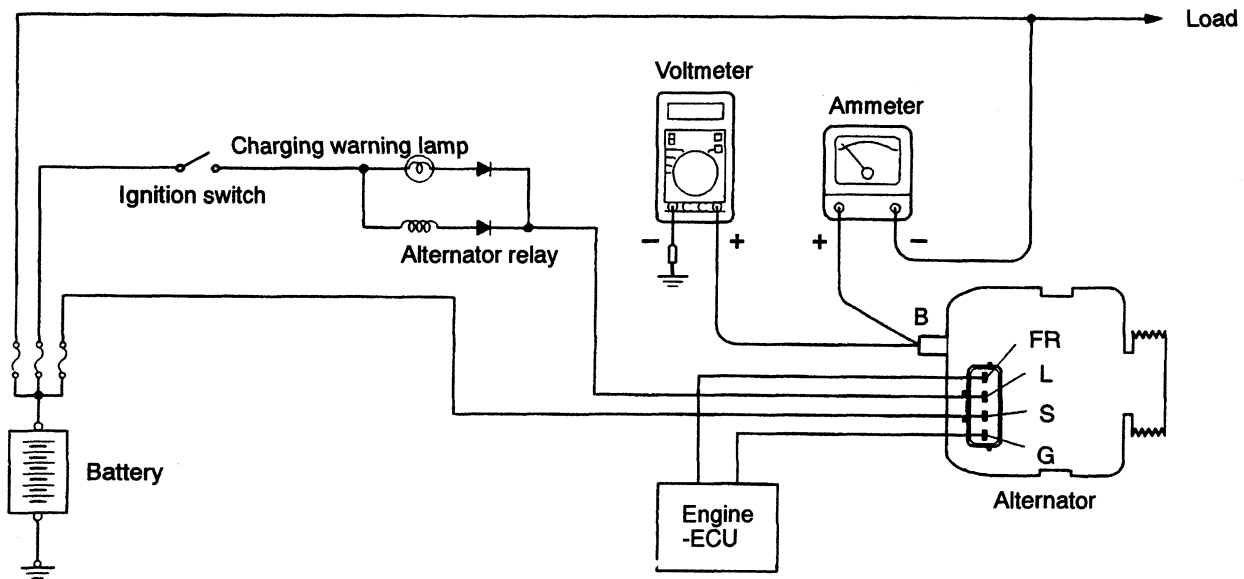 Load
Voltmeter
Ammeter
Charging warning lamp
Ignition switch
Alternator relay
− +
+ −
B
FR
L
S
G
Battery
Alternator
Engine
-ECU